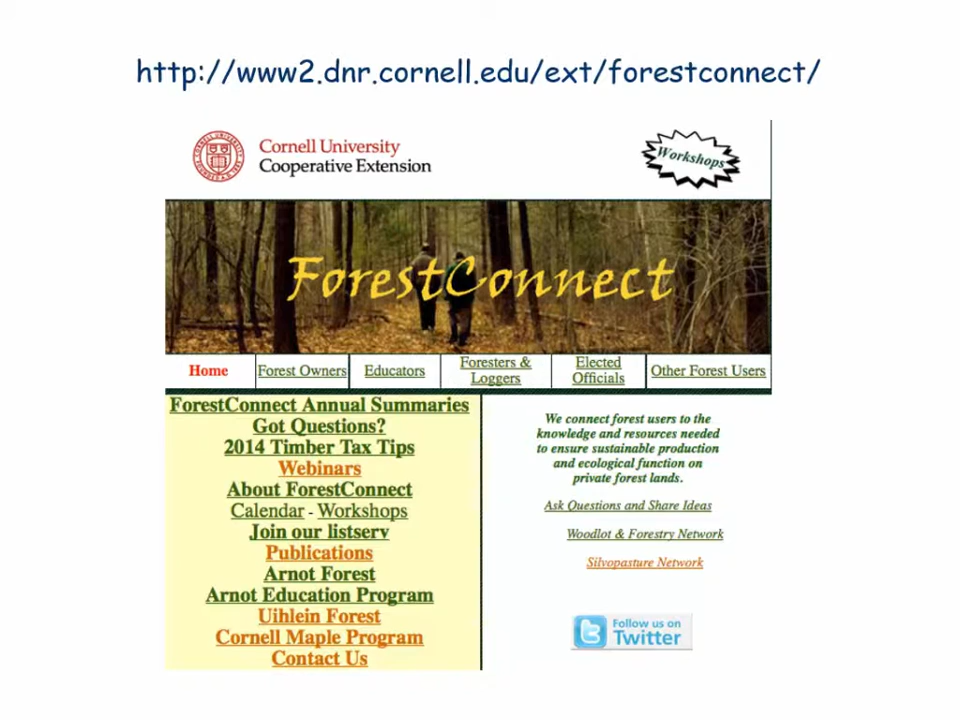 http://www2.dnr.cornell.edu/ext/forestconnect/
Cornell University
Cooperative Extension
Workshops
ForestConnect
Home
Forest Owners
Educators
Foresters &
Loggers
Elected
Officials
Other Forest Users
ForestConnect Annual Summaries
Got Questions?
2014 Timber Tax Tips
Webinars
About ForestConnect
Calendar - Workshops
Join our listserv
Publications
Arnot Forest
Arnot Education Program
Uihlein Forest
Cornell Maple Program
Contact Us
We connect forest users to the
knowledge and resources needed
to ensure sustainable production
and ecological function on
private forest lands.
Ask Questions and Share Ideas
Woodlot & Forestry Network
Silvopasture Network
Follow us on
Twitter